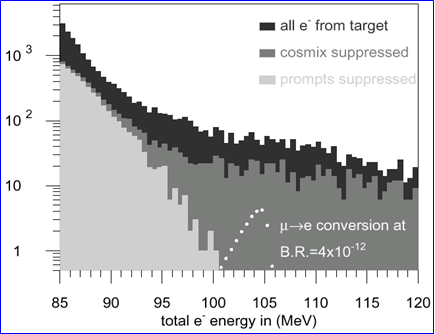 all e⁻ from target
cosmix suppressed
prompts suppressed
10³
10²
10
1
μ→e conversion at
B.R.=4x10⁻¹²
85 90 95 100 105 110 115 120
total e⁻ energy in (MeV)